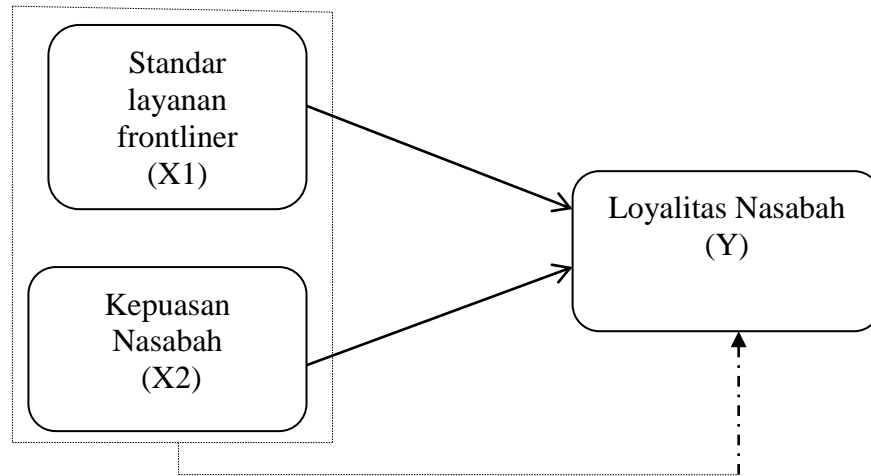 Standar
layanan
frontliner
(X1)
Loyalitas Nasabah
(Y)
Kepuasan
Nasabah
(X2)